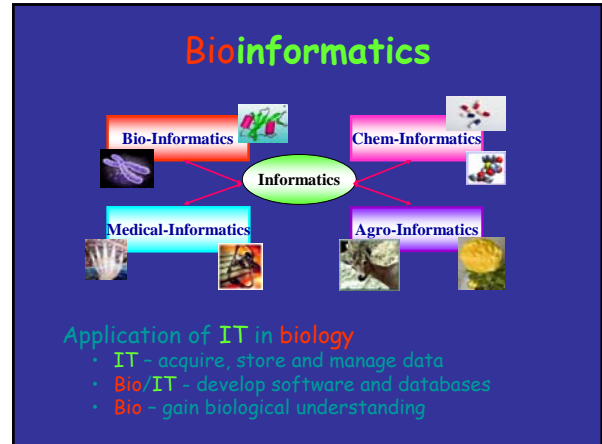 Bioinformatics
Bio-Informatics
Chem-Informatics
Informatics
Medical-Informatics
Agro-Informatics
Application of IT in biology
• IT – acquire, store and manage data
• Bio/IT - develop software and databases
• Bio – gain biological understanding